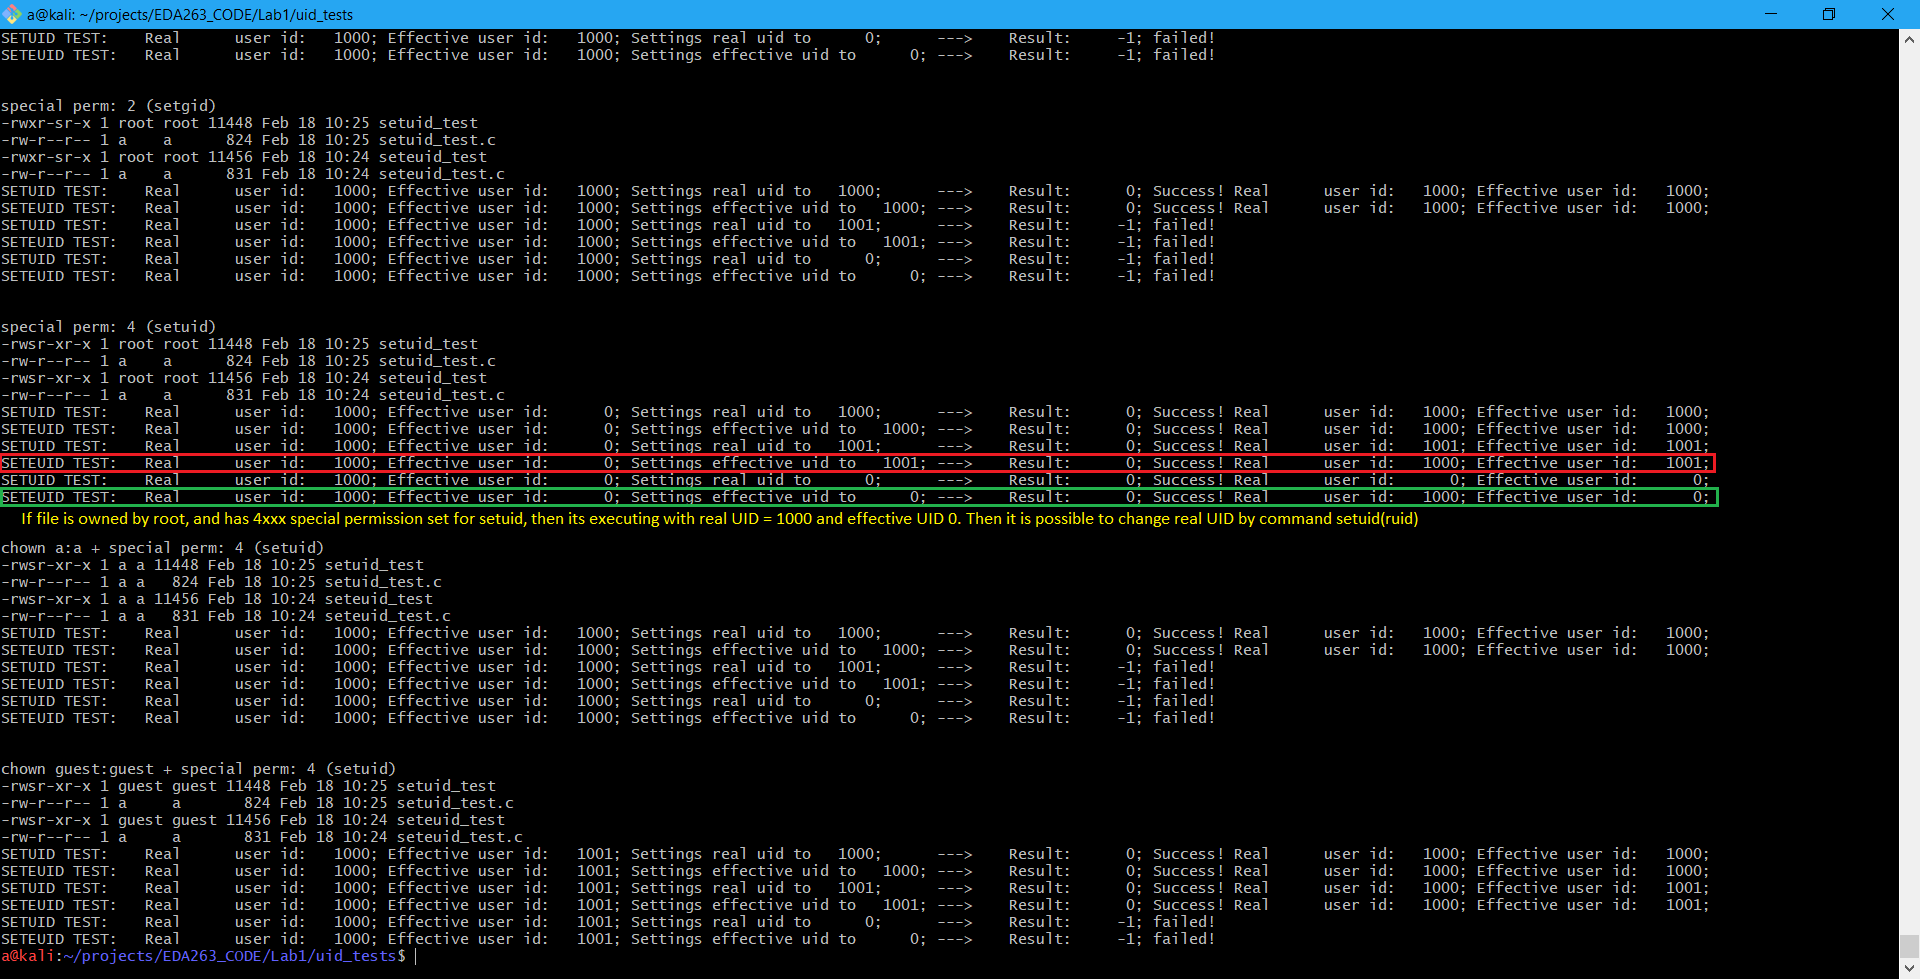 a@kali: ~/projects/EDA263_CODE/Lab1/uid_tests
SETUID TEST:    Real      user id:   1000; Effective user id:   1000; Settings real uid to      0;      --->    Result:     -1; failed!
SETEUID TEST:   Real      user id:   1000; Effective user id:   1000; Settings effective uid to      0; --->    Result:     -1; failed!
special perm: 2 (setgid)
-rwxr-sr-x 1 root root 11448 Feb 18 10:25 setuid_test
-rw-r--r-- 1 a    a      824 Feb 18 10:25 setuid_test.c
-rwxr-sr-x 1 root root 11456 Feb 18 10:24 seteuid_test
-rw-r--r-- 1 a    a      831 Feb 18 10:24 seteuid_test.c
SETUID TEST:    Real      user id:   1000; Effective user id:   1000; Settings real uid to   1000;      --->    Result:      0; Success! Real      user id:   1000; Effective user id:   1000;
SETEUID TEST:   Real      user id:   1000; Effective user id:   1000; Settings effective uid to   1000; --->    Result:      0; Success! Real      user id:   1000; Effective user id:   1000;
SETUID TEST:    Real      user id:   1000; Effective user id:   1000; Settings real uid to   1001;      --->    Result:     -1; failed!
SETEUID TEST:   Real      user id:   1000; Effective user id:   1000; Settings effective uid to   1001; --->    Result:     -1; failed!
SETUID TEST:    Real      user id:   1000; Effective user id:   1000; Settings real uid to      0;      --->    Result:     -1; failed!
SETEUID TEST:   Real      user id:   1000; Effective user id:   1000; Settings effective uid to      0; --->    Result:     -1; failed!
special perm: 4 (setuid)
-rwsr-xr-x 1 root root 11448 Feb 18 10:25 setuid_test
-rw-r--r-- 1 a    a      824 Feb 18 10:25 setuid_test.c
-rwsr-xr-x 1 root root 11456 Feb 18 10:24 seteuid_test
-rw-r--r-- 1 a    a      831 Feb 18 10:24 seteuid_test.c
SETUID TEST:    Real      user id:   1000; Effective user id:      0; Settings real uid to   1000;      --->    Result:      0; Success! Real      user id:   1000; Effective user id:   1000;
SETEUID TEST:   Real      user id:   1000; Effective user id:      0; Settings effective uid to   1000; --->    Result:      0; Success! Real      user id:   1000; Effective user id:   1000;
SETUID TEST:    Real      user id:   1000; Effective user id:      0; Settings real uid to   1001;      --->    Result:      0; Success! Real      user id:   1001; Effective user id:   1001;
SETEUID TEST:   Real      user id:   1000; Effective user id:      0; Settings effective uid to   1001; --->    Result:      0; Success! Real      user id:   1000; Effective user id:   1001;
SETUID TEST:    Real      user id:   1000; Effective user id:      0; Settings real uid to      0;      --->    Result:      0; Success! Real      user id:      0; Effective user id:      0;
SETEUID TEST:   Real      user id:   1000; Effective user id:      0; Settings effective uid to      0; --->    Result:      0; Success! Real      user id:   1000; Effective user id:      0;
If file is owned by root, and has 4xxx special permission set for setuid, then its executing with real UID = 1000 and effective UID 0. Then it is possible to change real UID by command setuid(ruid)
chown a:a + special perm: 4 (setuid)
-rwsr-xr-x 1 a a 11448 Feb 18 10:25 setuid_test
-rw-r--r-- 1 a a   824 Feb 18 10:25 setuid_test.c
-rwsr-xr-x 1 a a 11456 Feb 18 10:24 seteuid_test
-rw-r--r-- 1 a a   831 Feb 18 10:24 seteuid_test.c
SETUID TEST:    Real      user id:   1000; Effective user id:   1000; Settings real uid to   1000;      --->    Result:      0; Success! Real      user id:   1000; Effective user id:   1000;
SETEUID TEST:   Real      user id:   1000; Effective user id:   1000; Settings effective uid to   1000; --->    Result:      0; Success! Real      user id:   1000; Effective user id:   1000;
SETUID TEST:    Real      user id:   1000; Effective user id:   1000; Settings real uid to   1001;      --->    Result:     -1; failed!
SETEUID TEST:   Real      user id:   1000; Effective user id:   1000; Settings effective uid to   1001; --->    Result:     -1; failed!
SETUID TEST:    Real      user id:   1000; Effective user id:   1000; Settings real uid to      0;      --->    Result:     -1; failed!
SETEUID TEST:   Real      user id:   1000; Effective user id:   1000; Settings effective uid to      0; --->    Result:     -1; failed!
chown guest:guest + special perm: 4 (setuid)
-rwsr-xr-x 1 guest guest 11448 Feb 18 10:25 setuid_test
-rw-r--r-- 1 a     a       824 Feb 18 10:25 setuid_test.c
-rwsr-xr-x 1 guest guest 11456 Feb 18 10:24 seteuid_test
-rw-r--r-- 1 a     a       831 Feb 18 10:24 seteuid_test.c
SETUID TEST:    Real      user id:   1000; Effective user id:   1001; Settings real uid to   1000;      --->    Result:      0; Success! Real      user id:   1000; Effective user id:   1000;
SETEUID TEST:   Real      user id:   1000; Effective user id:   1001; Settings effective uid to   1000; --->    Result:      0; Success! Real      user id:   1000; Effective user id:   1000;
SETUID TEST:    Real      user id:   1000; Effective user id:   1001; Settings real uid to   1001;      --->    Result:      0; Success! Real      user id:   1000; Effective user id:   1001;
SETEUID TEST:   Real      user id:   1000; Effective user id:   1001; Settings effective uid to   1001; --->    Result:      0; Success! Real      user id:   1000; Effective user id:   1001;
SETUID TEST:    Real      user id:   1000; Effective user id:   1001; Settings real uid to      0;      --->    Result:     -1; failed!
SETEUID TEST:   Real      user id:   1000; Effective user id:   1001; Settings effective uid to      0; --->    Result:     -1; failed!
a@kali:~/projects/EDA263_CODE/Lab1/uid_tests$